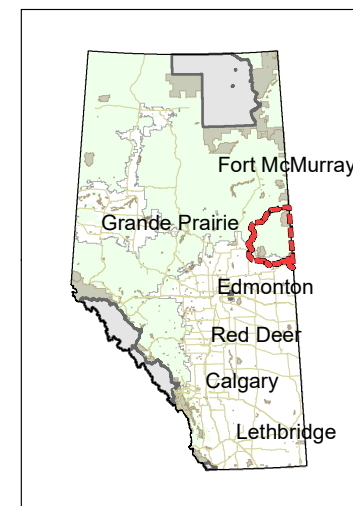 Fort McMurray
Grande Prairie
Edmonton
Red Deer
Calgary
Lethbridge